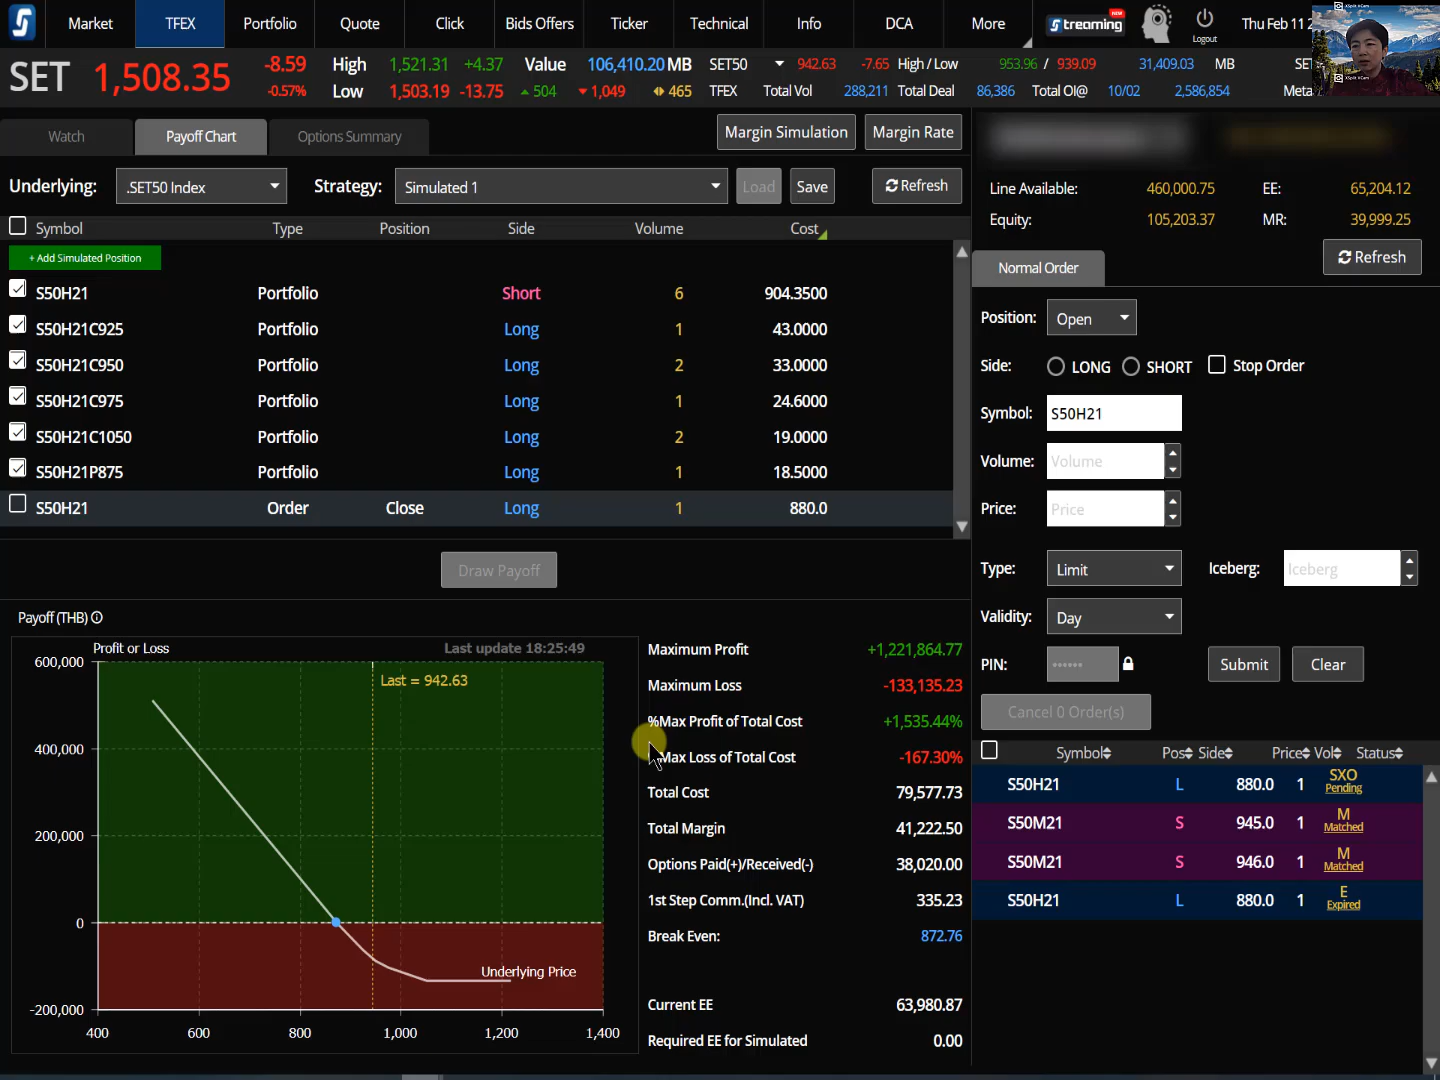 Market TFEX Portfolio Quote Click Bids Offers Ticker Technical Info DCA More streaming NEW Logout Thu Feb 11 2
SET 1,508.35 -8.59 -0.57% High 1,521.31 +4.37 Value 106,410.20 MB SET50 942.63 -7.65 High / Low 953.96 / 939.09 31,409.03 MB SE
Low 1,503.19 -13.75 504 1,049 465 TFEX Total Vol 288,211 Total Deal 86,386 Total OI@ 10/02 2,586,854 Meta
Watch Payoff Chart Options Summary Margin Simulation Margin Rate
Underlying: .SET50 Index Strategy: Simulated 1 Load Save Refresh
Line Available: 460,000.75 EE: 65,204.12
Equity: 105,203.37 MR: 39,999.25
Refresh
Symbol Type Position Side Volume Cost
+ Add Simulated Position
S50H21 Portfolio Short 6 904.3500
S50H21C925 Portfolio Long 1 43.0000
S50H21C950 Portfolio Long 2 33.0000
S50H21C975 Portfolio Long 1 24.6000
S50H21C1050 Portfolio Long 2 19.0000
S50H21P875 Portfolio Long 1 18.5000
S50H21 Order Close Long 1 880.0
Draw Payoff
Normal Order
Position: Open
Side: LONG SHORT Stop Order
Symbol: S50H21
Volume: Volume
Price: Price
Type: Limit Iceberg: Iceberg
Validity: Day
PIN: Submit Clear
Cancel 0 Order(s)
Payoff (THB)
Profit or Loss Last update 18:25:49
600,000
400,000
200,000
0
-200,000
400 600 800 1,000 1,200 1,400
Last = 942.63
Underlying Price
Maximum Profit +1,221,864.77
Maximum Loss -133,135.23
%Max Profit of Total Cost +1,535.44%
Max Loss of Total Cost -167.30%
Total Cost 79,577.73
Total Margin 41,222.50
Options Paid(+)/Received(-) 38,020.00
1st Step Comm.(Incl. VAT) 335.23
Break Even: 872.76
Current EE 63,980.87
Required EE for Simulated 0.00
Symbol Pos Side Price Vol Status
S50H21 L 880.0 1 SXO Pending
S50M21 S 945.0 1 M Matched
S50M21 S 946.0 1 M Matched
S50H21 L 880.0 1 E Expired